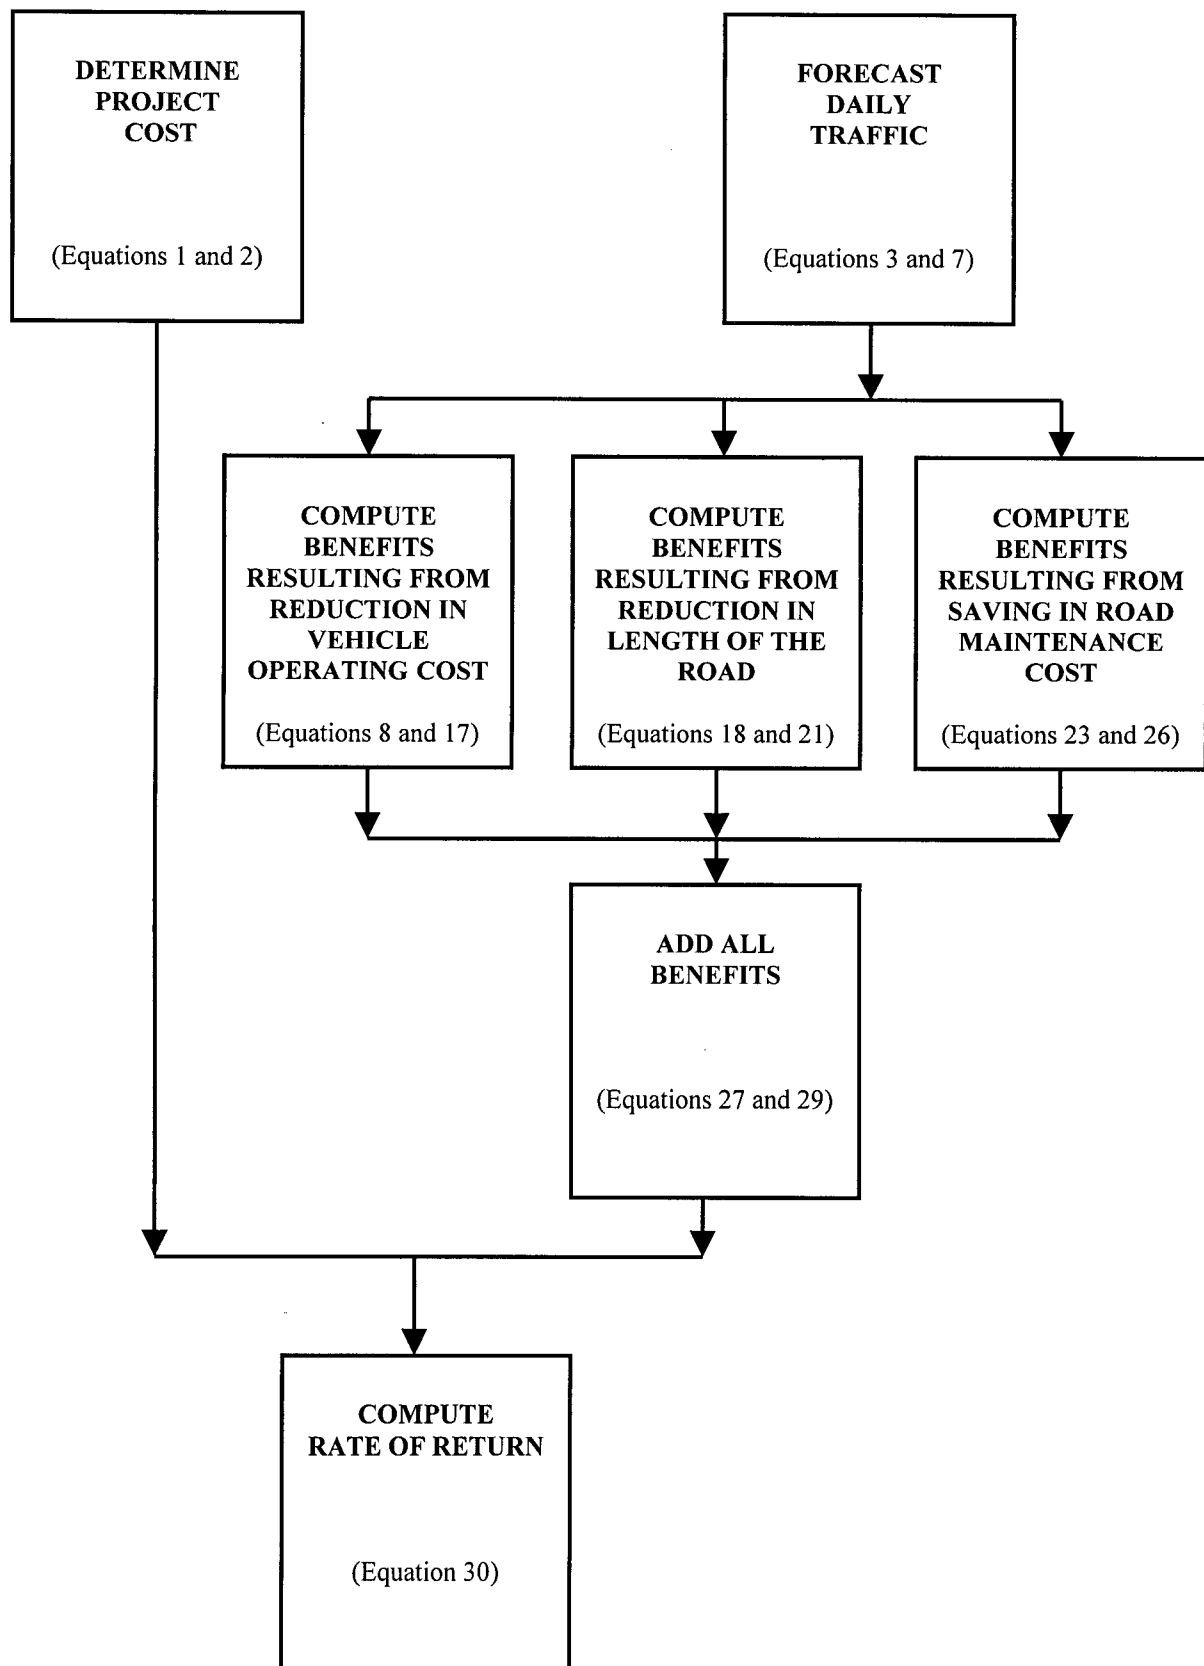 DETERMINE
PROJECT
COST
(Equations 1 and 2)
FORECAST
DAILY
TRAFFIC
(Equations 3 and 7)
COMPUTE
BENEFITS
RESULTING FROM
REDUCTION IN
VEHICLE
OPERATING COST
(Equations 8 and 17)
COMPUTE
BENEFITS
RESULTING FROM
REDUCTION IN
LENGTH OF THE
ROAD
(Equations 18 and 21)
COMPUTE
BENEFITS
RESULTING FROM
SAVING IN ROAD
MAINTENANCE
COST
(Equations 23 and 26)
ADD ALL
BENEFITS
(Equations 27 and 29)
COMPUTE
RATE OF RETURN
(Equation 30)